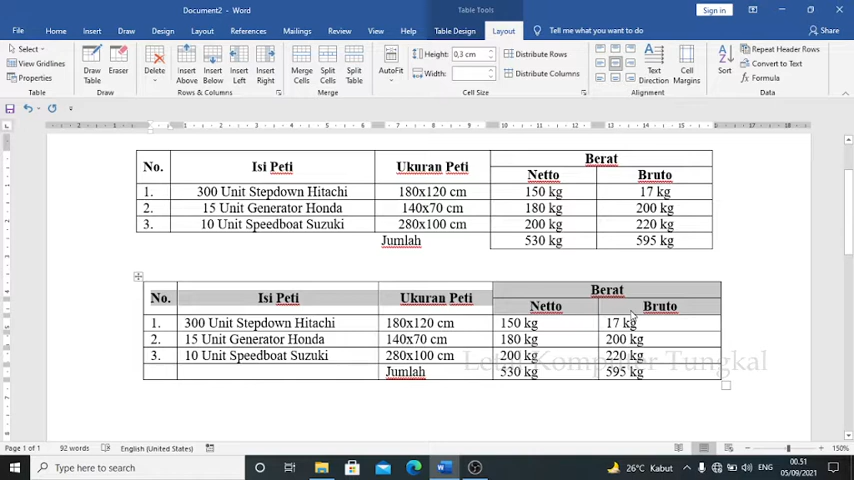 Document2 - Word
Table Tools
Sign in
File Home Insert Draw Design Layout References Mailings Review View Help Table Design Layout Tell me what you want to do Share
Select
View Gridlines
Properties
Table
Draw Table
Eraser
Draw
Delete
Insert Above
Insert Below
Insert Left
Insert Right
Rows & Columns
Merge Cells
Split Cells
Split Table
Merge
AutoFit
Height: 0,3 cm
Width:
Distribute Rows
Distribute Columns
Cell Size
Text Direction
Cell Margins
Alignment
Sort
Repeat Header Rows
Convert to Text
Formula
Data
No. Isi Peti Ukuran Peti Berat
Netto Bruto
1. 300 Unit Stepdown Hitachi 180x120 cm 150 kg 17 kg
2. 15 Unit Generator Honda 140x70 cm 180 kg 200 kg
3. 10 Unit Speedboat Suzuki 280x100 cm 200 kg 220 kg
Jumlah 530 kg 595 kg
No. Isi Peti Ukuran Peti Berat
Netto Bruto
1. 300 Unit Stepdown Hitachi 180x120 cm 150 kg 17 kg
2. 15 Unit Generator Honda 140x70 cm 180 kg 200 kg
3. 10 Unit Speedboat Suzuki 280x100 cm 200 kg 220 kg
Jumlah 530 kg 595 kg
Page 1 of 1 92 words English (United States) 150%
Type here to search
26°C Kabut
ENG
00.51
05/09/2021